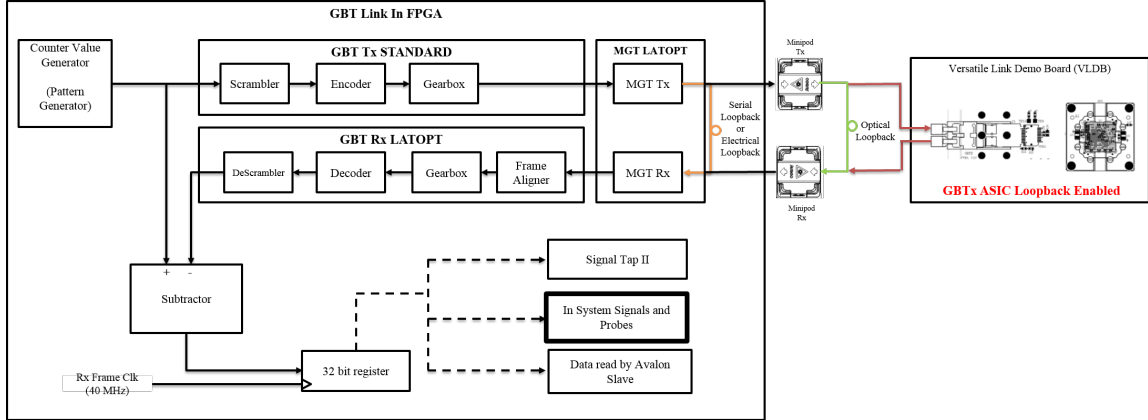 GBT Link In FPGA
Counter Value
Generator
(Pattern
Generator)
GBT Tx STANDARD
Scrambler
Encoder
Gearbox
MGT LATOPT
MGT Tx
MGT Rx
GBT Rx LATOPT
DeScrambler
Decoder
Gearbox
Frame
Aligner
Serial
Loopback
or
Electrical
Loopback
Minipod
Tx
Optical
Loopback
Minipod
Rx
Versatile Link Demo Board (VLDB)
GBTx ASIC Loopback Enabled
+ -
Subtractor
Rx Frame Clk
(40 MHz)
32 bit register
Signal Tap II
In System Signals and
Probes
Data read by Avalon
Slave